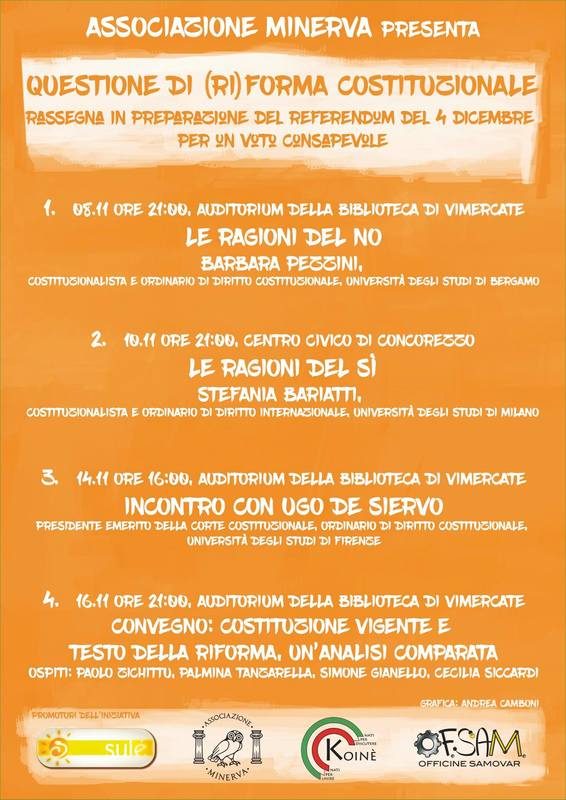 ASSOCIAZIONE MINERVA PRESENTA
QUESTIONE DI (RI)FORMA COSTITUZIONALE
RASSEGNA IN PREPARAZIONE DEL REFERENDUM DEL 4 DICEMBRE
PER UN VOTO CONSAPEVOLE
1. 08.11 ORE 21:00, AUDITORIUM DELLA BIBLIOTECA DI VIMERCATE
LE RAGIONI DEL NO
BARBARA PEZZINI,
COSTITUZIONALISTA E ORDINARIO DI DIRITTO COSTITUZIONALE, UNIVERSITÀ DEGLI STUDI DI BERGAMO
2. 10.11 ORE 21:00, CENTRO CIVICO DI CONCOREZZO
LE RAGIONI DEL SÌ
STEFANIA BARIATTI,
COSTITUZIONALISTA E ORDINARIO DI DIRITTO INTERNAZIONALE, UNIVERSITÀ DEGLI STUDI DI MILANO
3. 14.11 ORE 16:00, AUDITORIUM DELLA BIBLIOTECA DI VIMERCATE
INCONTRO CON UGO DE SIERVO
PRESIDENTE EMERITO DELLA CORTE COSTITUZIONALE, ORDINARIO DI DIRITTO COSTITUZIONALE,
UNIVERSITÀ DEGLI STUDI DI FIRENZE
4. 16.11 ORE 21:00, AUDITORIUM DELLA BIBLIOTECA DI VIMERCATE
CONVEGNO: COSTITUZIONE VIGENTE E
TESTO DELLA RIFORMA, UN'ANALISI COMPARATA
OSPITI: PAOLO ZICHITTU, PALMINA TANZARELLA, SIMONE GIANELLO, CECILIA SICCARDI
GRAFICA: ANDREA CAMBONI
PROMOTORI DELL'INIZIATIVA
sule
ASSOCIAZIONE
MINERVA
NATI
PER
DISCUTERE
KOINÈ
NATI
PER
UNIRE
OF.SAM.
OFFICINE SAMOVAR